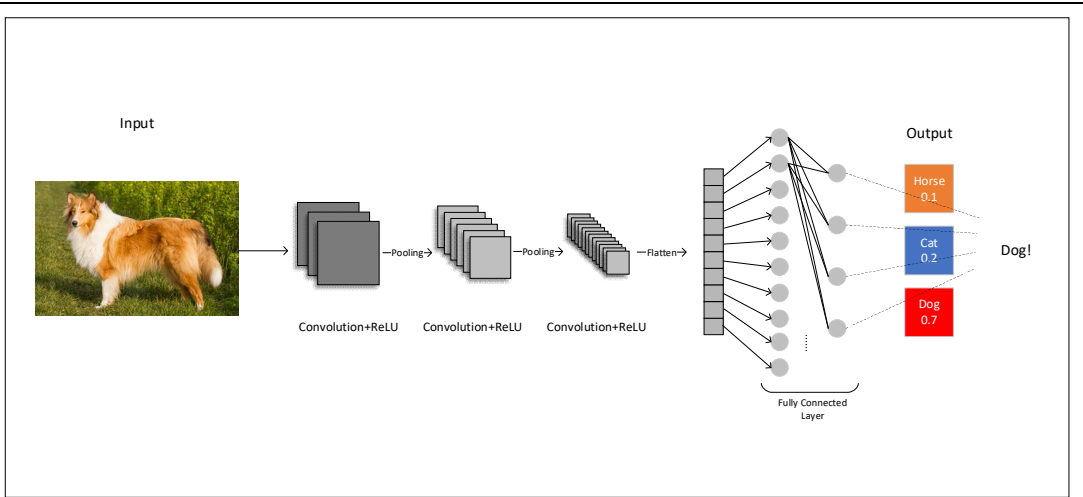 Input
Convolution+ReLU
Pooling
Convolution+ReLU
Pooling
Convolution+ReLU
Flatten
Fully Connected
Layer
Output
Horse
0.1
Cat
0.2
Dog
0.7
Dog!